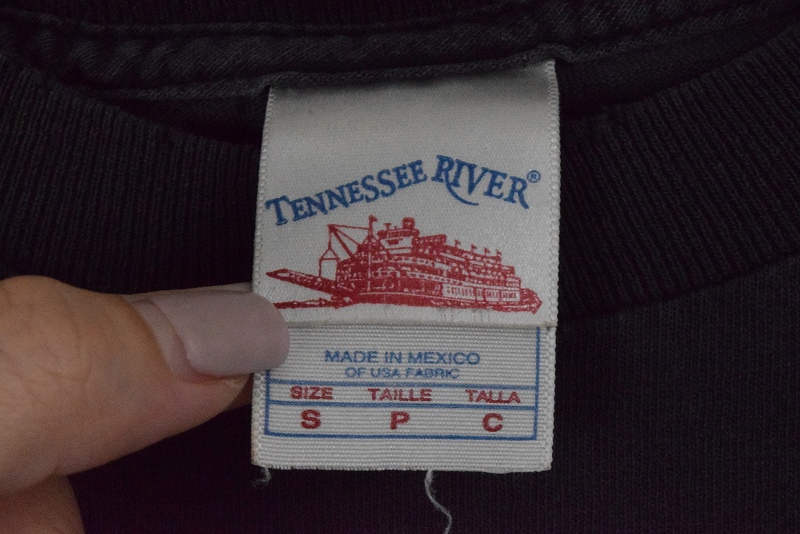 TENNESSEE RIVER®
MADE IN MEXICO
OF USA FABRIC
SIZE TAILLE TALLA
S P C